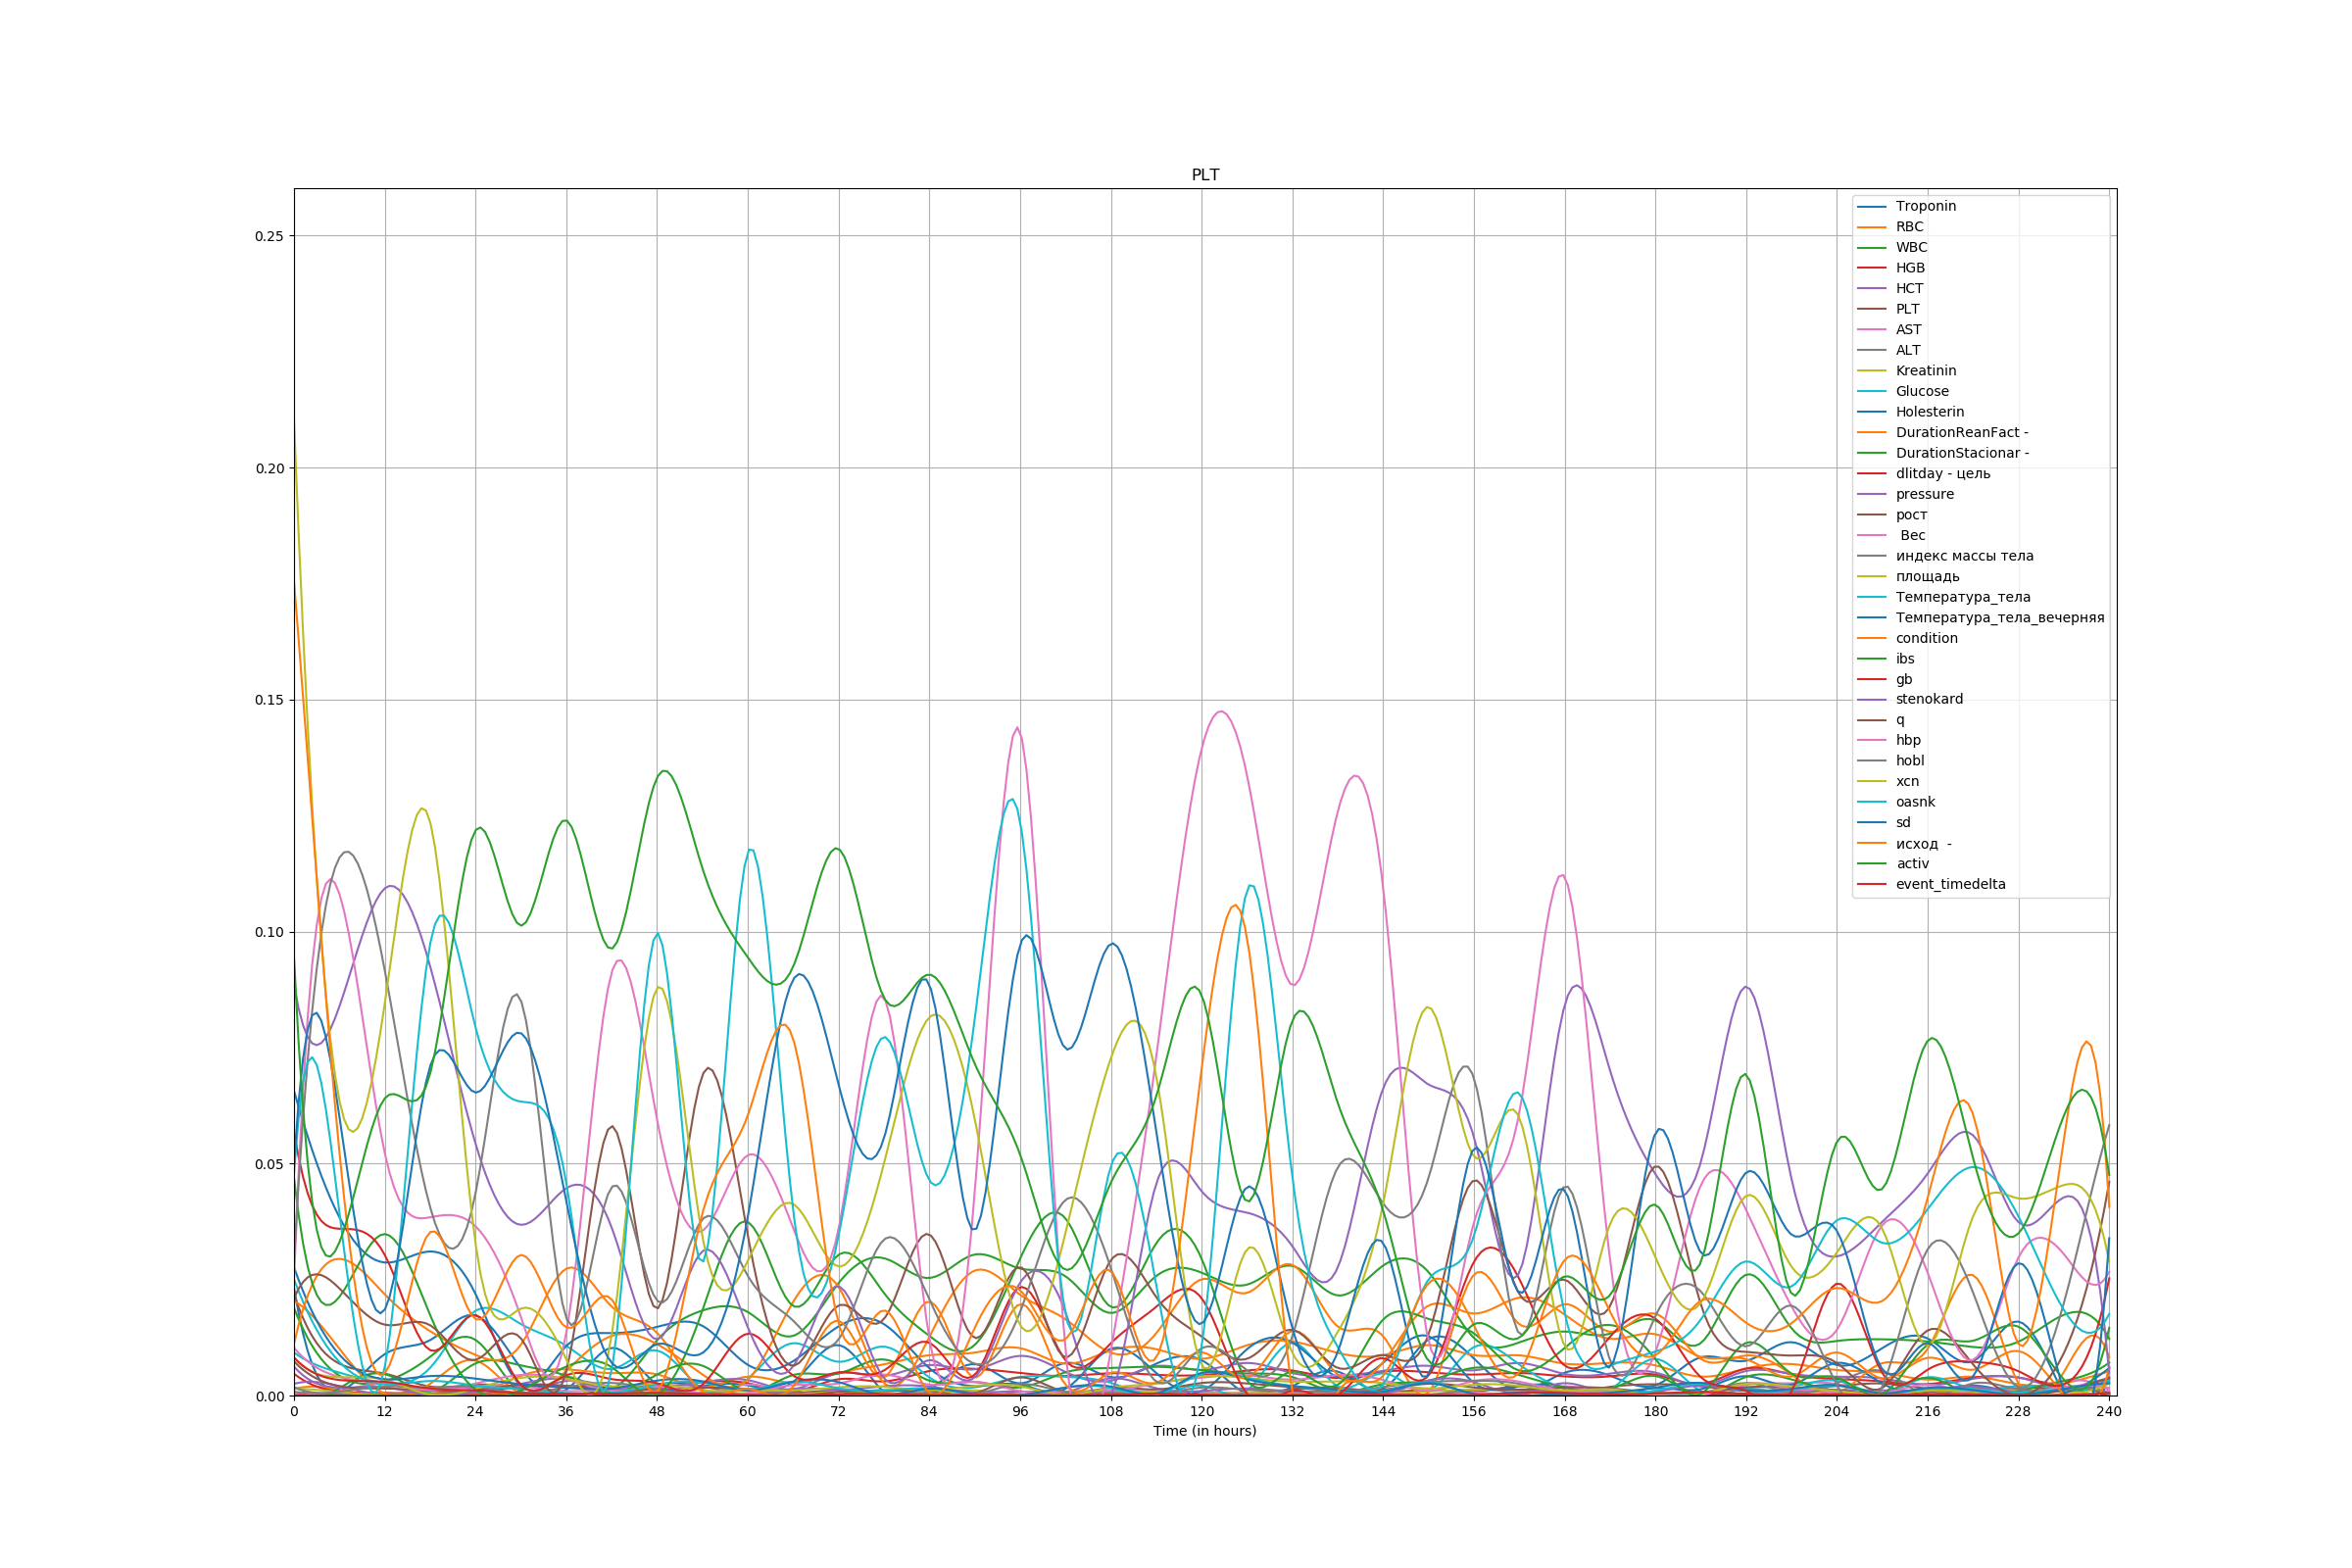 PLT
0.25
0.20
0.15
0.10
0.05
0.00
0 12 24 36 48 60 72 84 96 108 120 132 144 156 168 180 192 204 216 228 240
Time (in hours)
Troponin
RBC
WBC
HGB
HCT
PLT
AST
ALT
Kreatinin
Glucose
Holesterin
DurationReanFact -
DurationStacionar -
dlitday - цель
pressure
рост
Вес
индекс массы тела
площадь
Температура_тела
Температура_тела_вечерняя
condition
ibs
gb
stenokard
q
hbp
hobl
xcn
oasnk
sd
исход  -
activ
event_timedelta